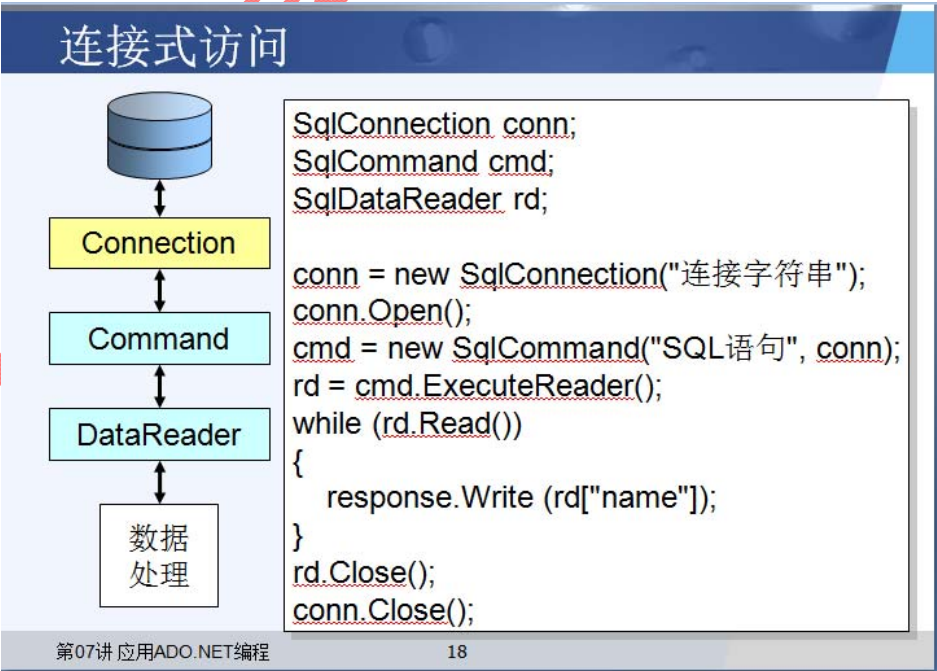 连接式访问
Connection
Command
DataReader
数据
处理
SqlConnection conn;
SqlCommand cmd;
SqlDataReader rd;
conn = new SqlConnection("连接字符串");
conn.Open();
cmd = new SqlCommand("SQL语句", conn);
rd = cmd.ExecuteReader();
while (rd.Read())
{
response.Write (rd["name"]);
}
rd.Close();
conn.Close();
第07讲 应用ADO.NET编程
18